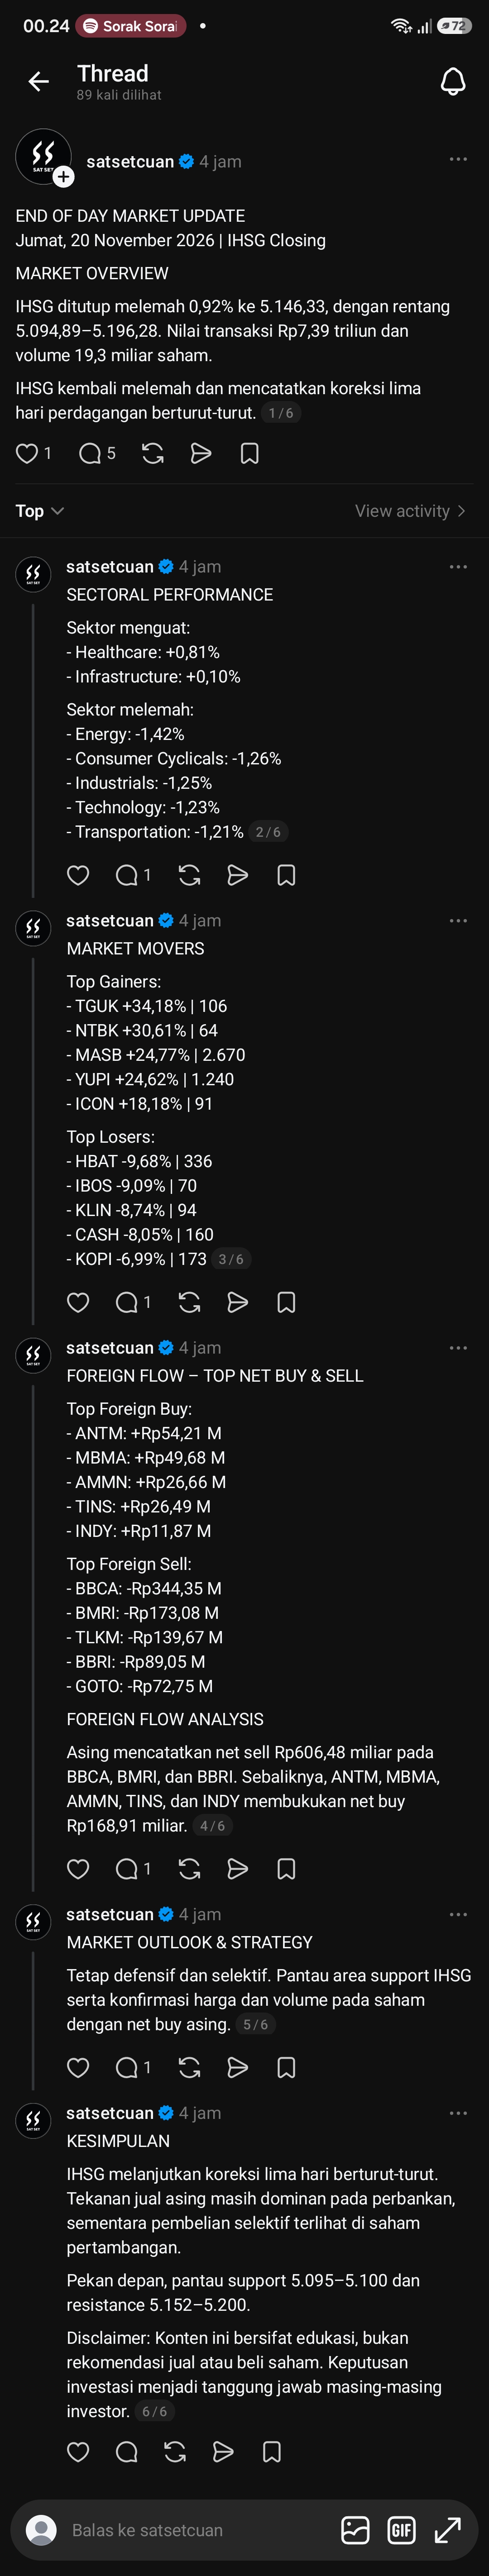 00.24
Sorak Sorai
72
Thread
89 kali dilihat
SAT SET
satsetcuan 4 jam
END OF DAY MARKET UPDATE
Jumat, 20 November 2026 | IHSG Closing
MARKET OVERVIEW
IHSG ditutup melemah 0,92% ke 5.146,33, dengan rentang
5.094,89–5.196,28. Nilai transaksi Rp7,39 triliun dan
volume 19,3 miliar saham.
IHSG kembali melemah dan mencatatkan koreksi lima
hari perdagangan berturut-turut. 1/6
1 5
Top
View activity
SAT SET
satsetcuan 4 jam
SECTORAL PERFORMANCE
Sektor menguat:
- Healthcare: +0,81%
- Infrastructure: +0,10%
Sektor melemah:
- Energy: -1,42%
- Consumer Cyclicals: -1,26%
- Industrials: -1,25%
- Technology: -1,23%
- Transportation: -1,21% 2/6
1
SAT SET
satsetcuan 4 jam
MARKET MOVERS
Top Gainers:
- TGUK +34,18% | 106
- NTBK +30,61% | 64
- MASB +24,77% | 2.670
- YUPI +24,62% | 1.240
- ICON +18,18% | 91
Top Losers:
- HBAT -9,68% | 336
- IBOS -9,09% | 70
- KLIN -8,74% | 94
- CASH -8,05% | 160
- KOPI -6,99% | 173 3/6
1
SAT SET
satsetcuan 4 jam
FOREIGN FLOW – TOP NET BUY & SELL
Top Foreign Buy:
- ANTM: +Rp54,21 M
- MBMA: +Rp49,68 M
- AMMN: +Rp26,66 M
- TINS: +Rp26,49 M
- INDY: +Rp11,87 M
Top Foreign Sell:
- BBCA: -Rp344,35 M
- BMRI: -Rp173,08 M
- TLKM: -Rp139,67 M
- BBRI: -Rp89,05 M
- GOTO: -Rp72,75 M
FOREIGN FLOW ANALYSIS
Asing mencatatkan net sell Rp606,48 miliar pada
BBCA, BMRI, dan BBRI. Sebaliknya, ANTM, MBMA,
AMMN, TINS, dan INDY membukukan net buy
Rp168,91 miliar. 4/6
1
SAT SET
satsetcuan 4 jam
MARKET OUTLOOK & STRATEGY
Tetap defensif dan selektif. Pantau area support IHSG
serta konfirmasi harga dan volume pada saham
dengan net buy asing. 5/6
1
SAT SET
satsetcuan 4 jam
KESIMPULAN
IHSG melanjutkan koreksi lima hari berturut-turut.
Tekanan jual asing masih dominan pada perbankan,
sementara pembelian selektif terlihat di saham
pertambangan.
Pekan depan, pantau support 5.095–5.100 dan
resistance 5.152–5.200.
Disclaimer: Konten ini bersifat edukasi, bukan
rekomendasi jual atau beli saham. Keputusan
investasi menjadi tanggung jawab masing-masing
investor. 6/6
Balas ke satsetcuan
GIF